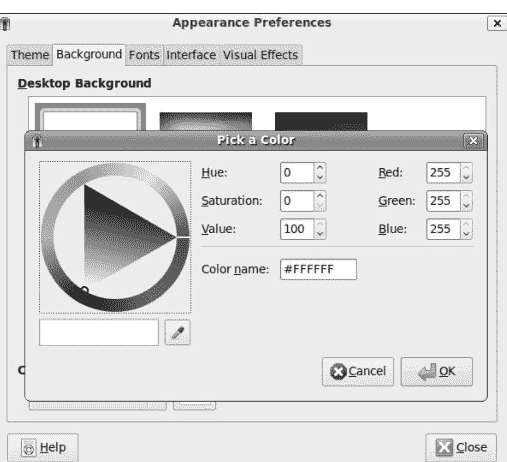 Appearance Preferences
Theme Background Fonts Interface Visual Effects
Desktop Background
Pick a Color
Hue: 0 Red: 255
Saturation: 0 Green: 255
Value: 100 Blue: 255
Color name: #FFFFFF
C
Cancel OK
Help Close